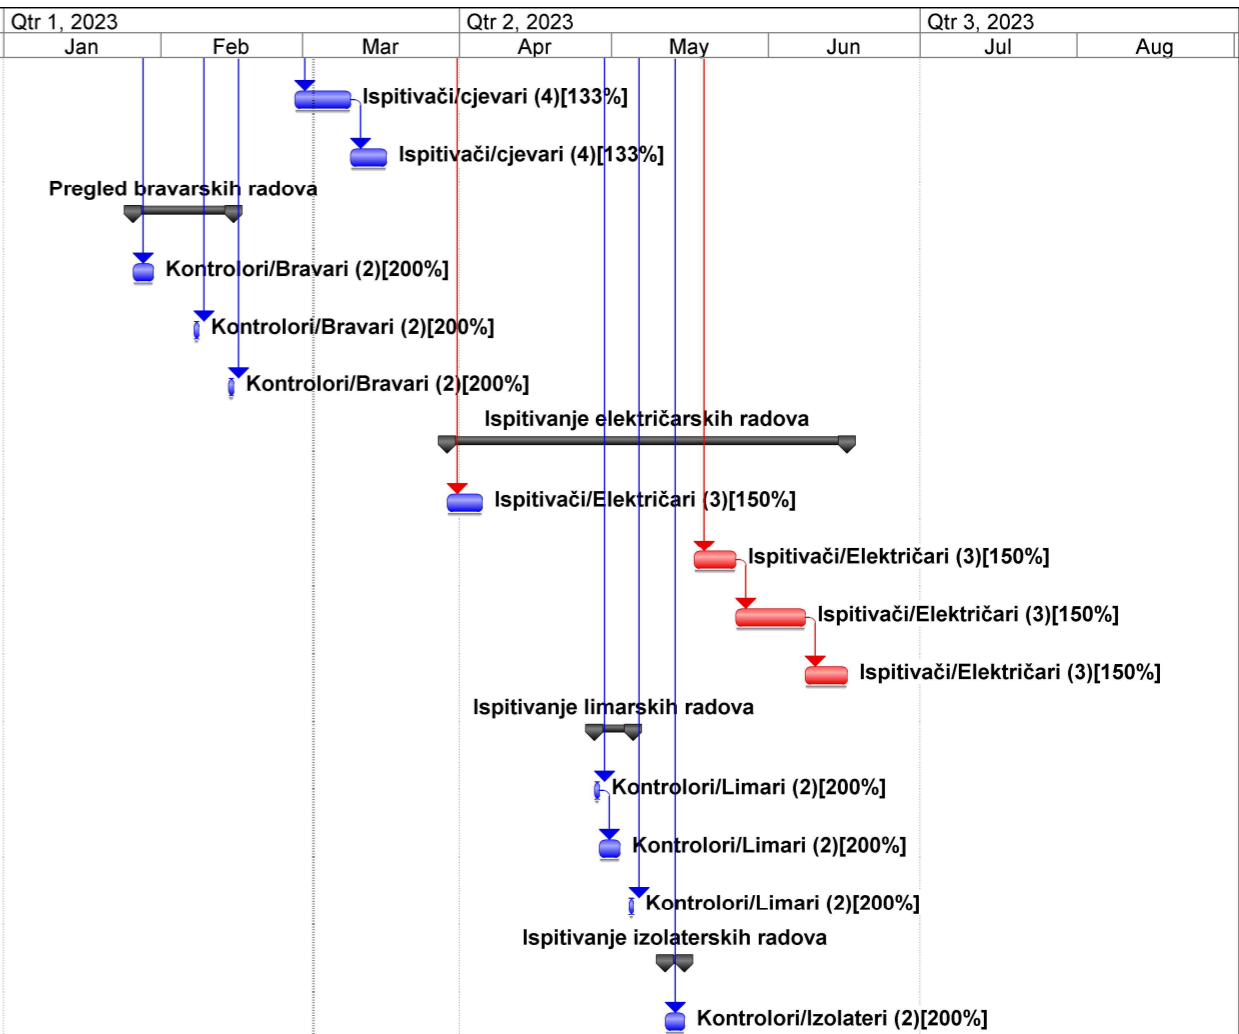 Qtr 1, 2023 Qtr 2, 2023 Qtr 3, 2023
Jan Feb Mar Apr May Jun Jul Aug
Ispitivači/cjevari (4)[133%]
Ispitivači/cjevari (4)[133%]
Pregled bravarskih radova
Kontrolori/Bravari (2)[200%]
Kontrolori/Bravari (2)[200%]
Kontrolori/Bravari (2)[200%]
Ispitivanje električarskih radova
Ispitivači/Električari (3)[150%]
Ispitivači/Električari (3)[150%]
Ispitivači/Električari (3)[150%]
Ispitivači/Električari (3)[150%]
Ispitivanje limarskih radova
Kontrolori/Limari (2)[200%]
Kontrolori/Limari (2)[200%]
Kontrolori/Limari (2)[200%]
Ispitivanje izolaterskih radova
Kontrolori/Izolateri (2)[200%]